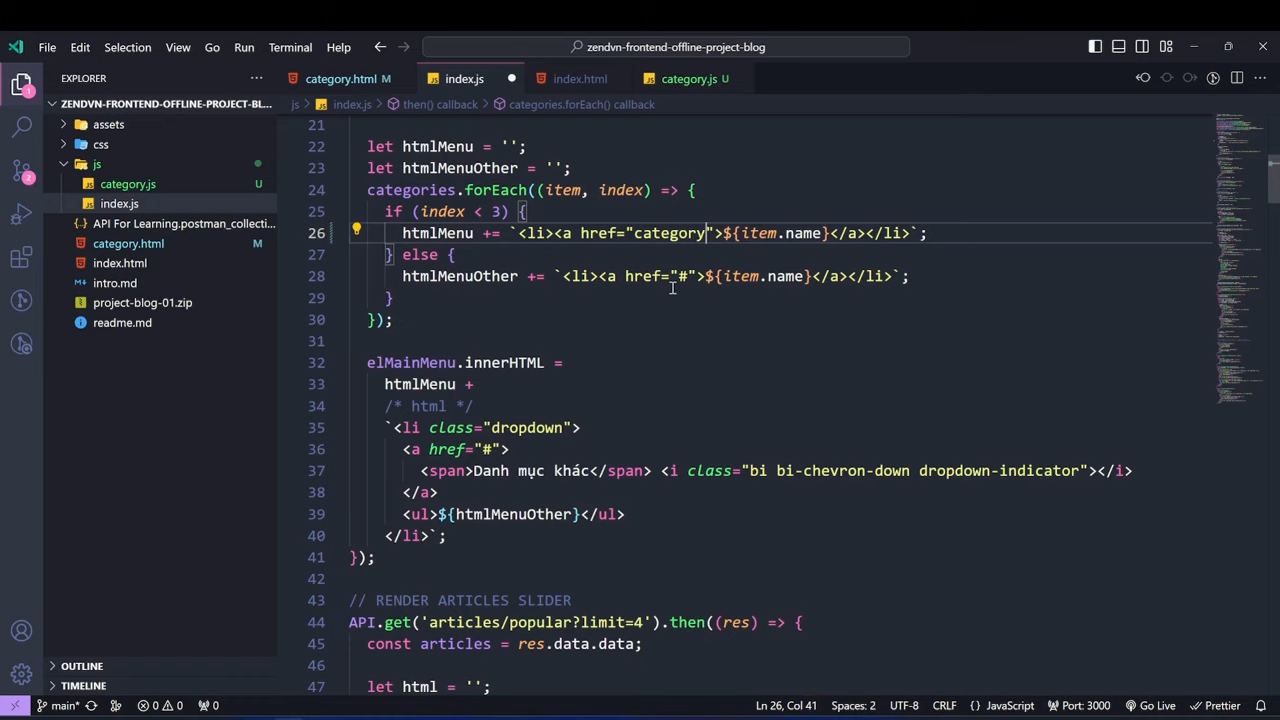 File Edit Selection View Go Run Terminal Help
zendvn-frontend-offline-project-blog
EXPLORER
category.html M
index.js
index.html
category.js U
ZENDVN-FRONTEND-OFFLINE-PROJECT-BL...
js > index.js > then() callback > categories.forEach() callback
assets
css
js
category.js U
index.js
API For Learning.postman_collecti...
category.html M
index.html
intro.md
project-blog-01.zip
readme.md
OUTLINE
TIMELINE
1
2
21
22 let htmlMenu = '';
23 let htmlMenuOther = '';
24 categories.forEach((item, index) => {
25 if (index < 3) {
26 htmlMenu += `<li><a href="category">${item.name}</a></li>`;
27 } else {
28 htmlMenuOther += `<li><a href="#">${item.name}</a></li>`;
29 }
30 });
31
32 elMainMenu.innerHTML =
33 htmlMenu +
34 /* html */
35 `<li class="dropdown">
36 <a href="#">
37 <span>Danh mục khác</span> <i class="bi bi-chevron-down dropdown-indicator"></i>
38 </a>
39 <ul>${htmlMenuOther}</ul>
40 </li>`;
41 });
42
43 // RENDER ARTICLES SLIDER
44 API.get('articles/popular?limit=4').then((res) => {
45 const articles = res.data.data;
46
47 let html = '';
main* 0 0 0 Ln 26, Col 41 Spaces: 2 UTF-8 CRLF {} JavaScript Go Live Port: 3000 Prettier